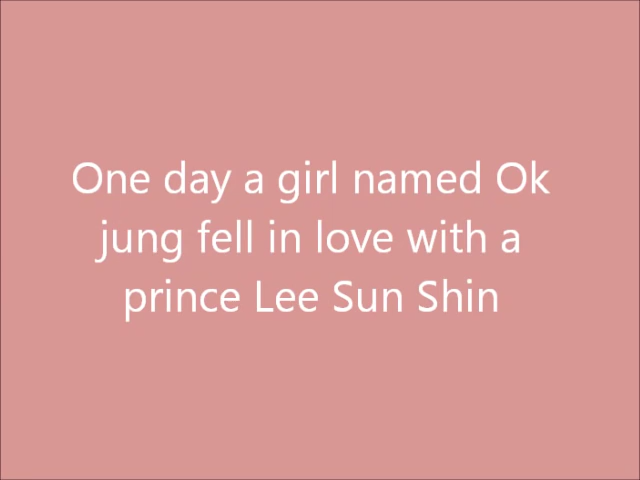 One day a girl named Ok
jung fell in love with a
prince Lee Sun Shin